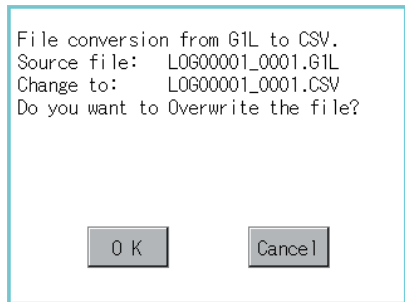 File conversion from G1L to CSV.
Source file: LOG00001_0001.G1L
Change to: LOG00001_0001.CSV
Do you want to Overwrite the file?
OK Cancel